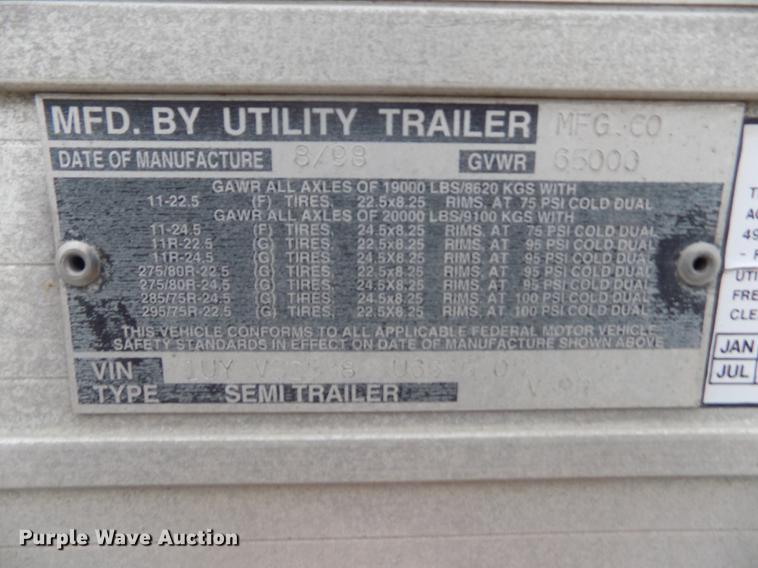 MFD. BY UTILITY TRAILER MFG. CO.
DATE OF MANUFACTURE 8/98 GVWR 65000
GAWR ALL AXLES OF 19000 LBS/8620 KGS WITH
11-22.5 (F) TIRES, 22.5x8.25 RIMS. AT 75 PSI COLD DUAL
GAWR ALL AXLES OF 20000 LBS/9100 KGS WITH
11-24.5 (F) TIRES, 24.5x8.25 RIMS. AT 75 PSI COLD DUAL
11R-22.5 (G) TIRES, 22.5x8.25 RIMS. AT 95 PSI COLD DUAL
11R-24.5 (G) TIRES, 24.5X8.25 RIMS. AT 95 PSI COLD DUAL
275/80R-22.5 (G) TIRES, 22.5x8.25 RIMS. AT 95 PSI COLD DUAL
275/80R-24.5 (G) TIRES, 24.5X8.25 RIMS. AT 95 PSI COLD DUAL
285/75R-24.5 (G) TIRES, 24.5x8.25 RIMS. AT 100 PSI COLD DUAL
295/75R-22.5 (G) TIRES, 22.5X8.25 RIMS. AT 100 PSI COLD DUAL
THIS VEHICLE CONFORMS TO ALL APPLICABLE FEDERAL MOTOR VEHICLE
SAFETY STANDARDS IN EFFECT ON DATE OF MANUFACTURE SHOWN ABOVE
VIN
TYPE SEMI TRAILER
49
UTI
FRE
CLE
JAN
JUL
Purple Wave Auction